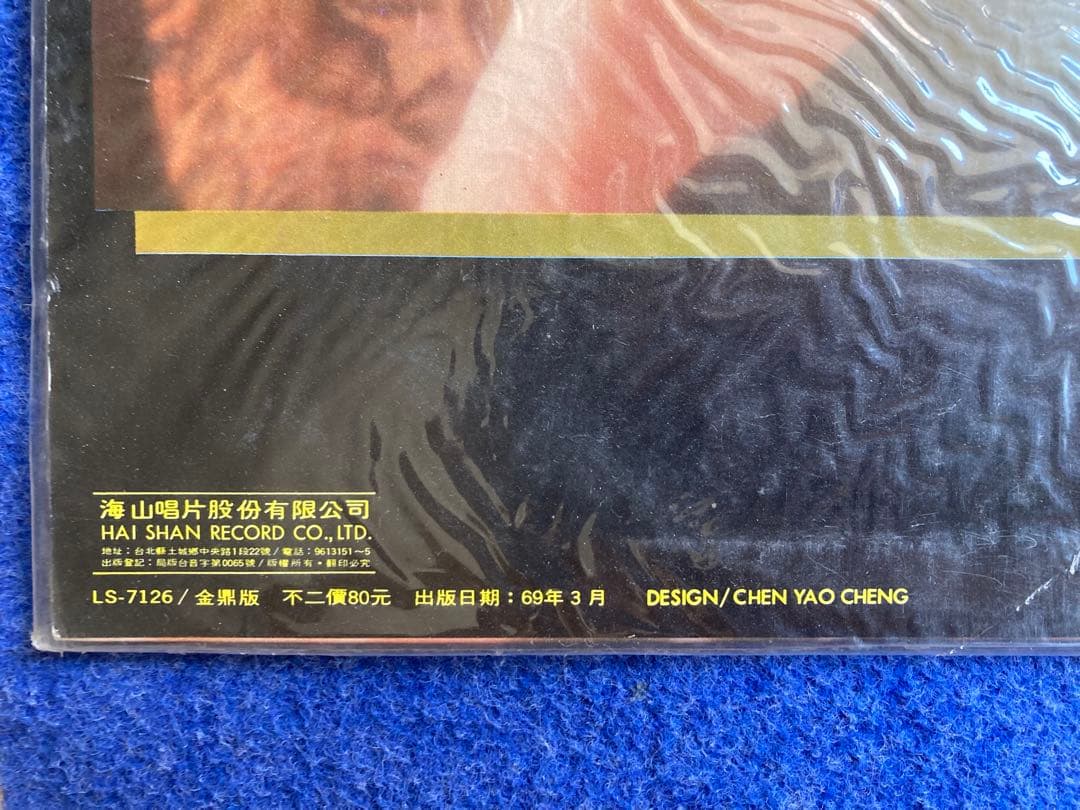 海山唱片股份有限公司
HAI SHAN RECORD CO.,LTD.
地址：台北縣土城鄉中央路1段22號/電話：9613151～5
出版登記：局版台音字第0065號/版權所有•翻印必究
LS-7126/金鼎版 不二價80元 出版日期：69年3月 DESIGN/CHEN YAO CHENG